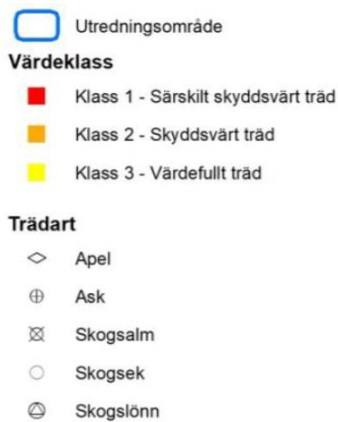 Utredningsområde
Värdeklass
Klass 1 - Särskilt skyddsvärt träd
Klass 2 - Skyddsvärt träd
Klass 3 - Värdefullt träd
Trädart
Apel
Ask
Skogsalm
Skogsek
Skogslönn